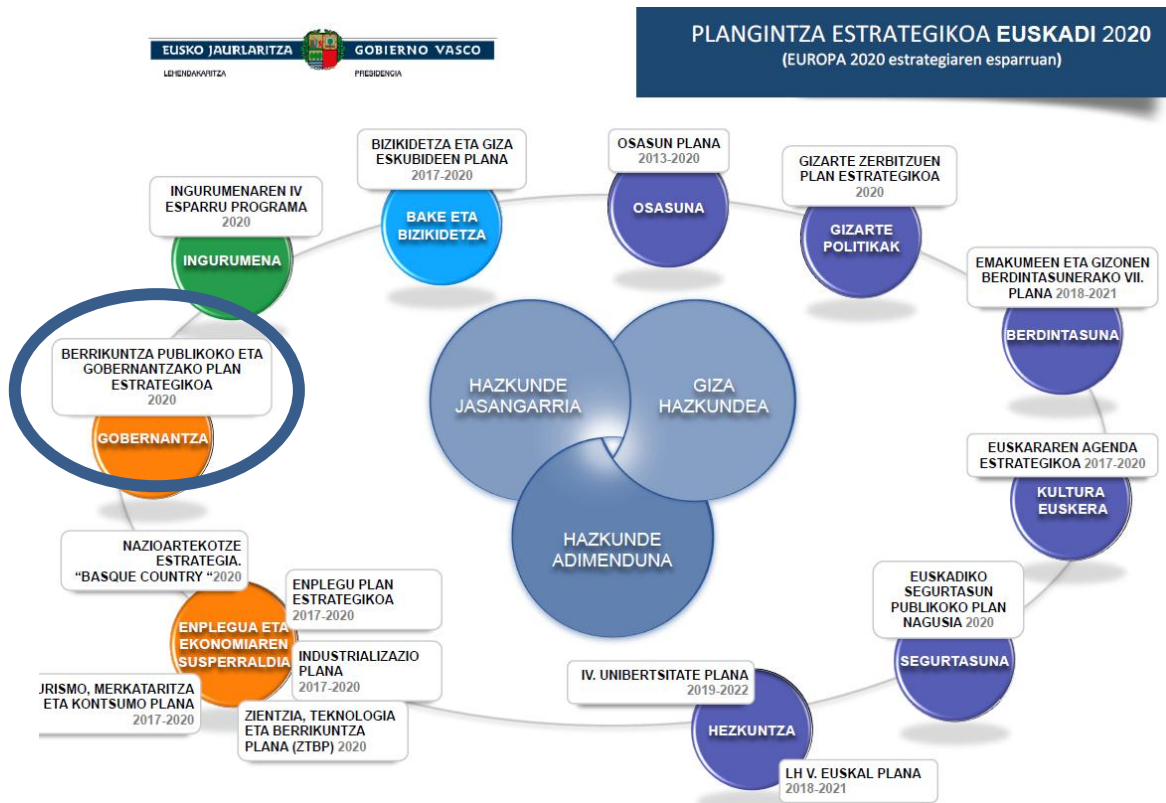 EUSKO JAURLARITZA
GOBIERNO VASCO
LEHENDAKARITZA
PRESIDENCIA
PLANGINTZA ESTRATEGIKOA EUSKADI 2020
(EUROPA 2020 estrategiaren esparruan)
BIZIKIDETZA ETA GIZA
ESKUBIDEEN PLANA
2017-2020
BAKE ETA
BIZIKIDETZA
OSASUN PLANA
2013-2020
OSASUNA
GIZARTE ZERBITZUEN
PLAN ESTRATEGIKOA
2020
GIZARTE
POLITIKAK
INGURUMENAREN IV
ESPARRU PROGRAMA
2020
INGURUMENA
EMAKUMEEN ETA GIZONEN
BERDINTASUNERAKO VII.
PLANA 2018-2021
BERDINTASUNA
BERRIKUNTZA PUBLIKOKO ETA
GOBERNANTZAKO PLAN
ESTRATEGIKOA
2020
GOBERNANTZA
HAZKUNDE
JASANGARRIA
GIZA
HAZKUNDEA
HAZKUNDE
ADIMENDUNA
EUSKARAREN AGENDA
ESTRATEGIKOA 2017-2020
KULTURA
EUSKERA
NAZIOARTEKOTZE
ESTRATEGIA.
“BASQUE COUNTRY “2020
ENPLEGU PLAN
ESTRATEGIKOA
2017-2020
ENPLEGUA ETA
EKONOMIAREN
SUSPERRALDIA
INDUSTRIALIZAZIO
PLANA
2017-2020
URISMO, MERKATARITZA
ETA KONTSUMO PLANA
2017-2020
ZIENTZIA, TEKNOLOGIA
ETA BERRIKUNTZA
PLANA (ZTBP) 2020
EUSKADIKO
SEGURTASUN
PUBLIKOKO PLAN
NAGUSIA 2020
SEGURTASUNA
IV. UNIBERTSITATE PLANA
2019-2022
HEZKUNTZA
LH V. EUSKAL PLANA
2018-2021